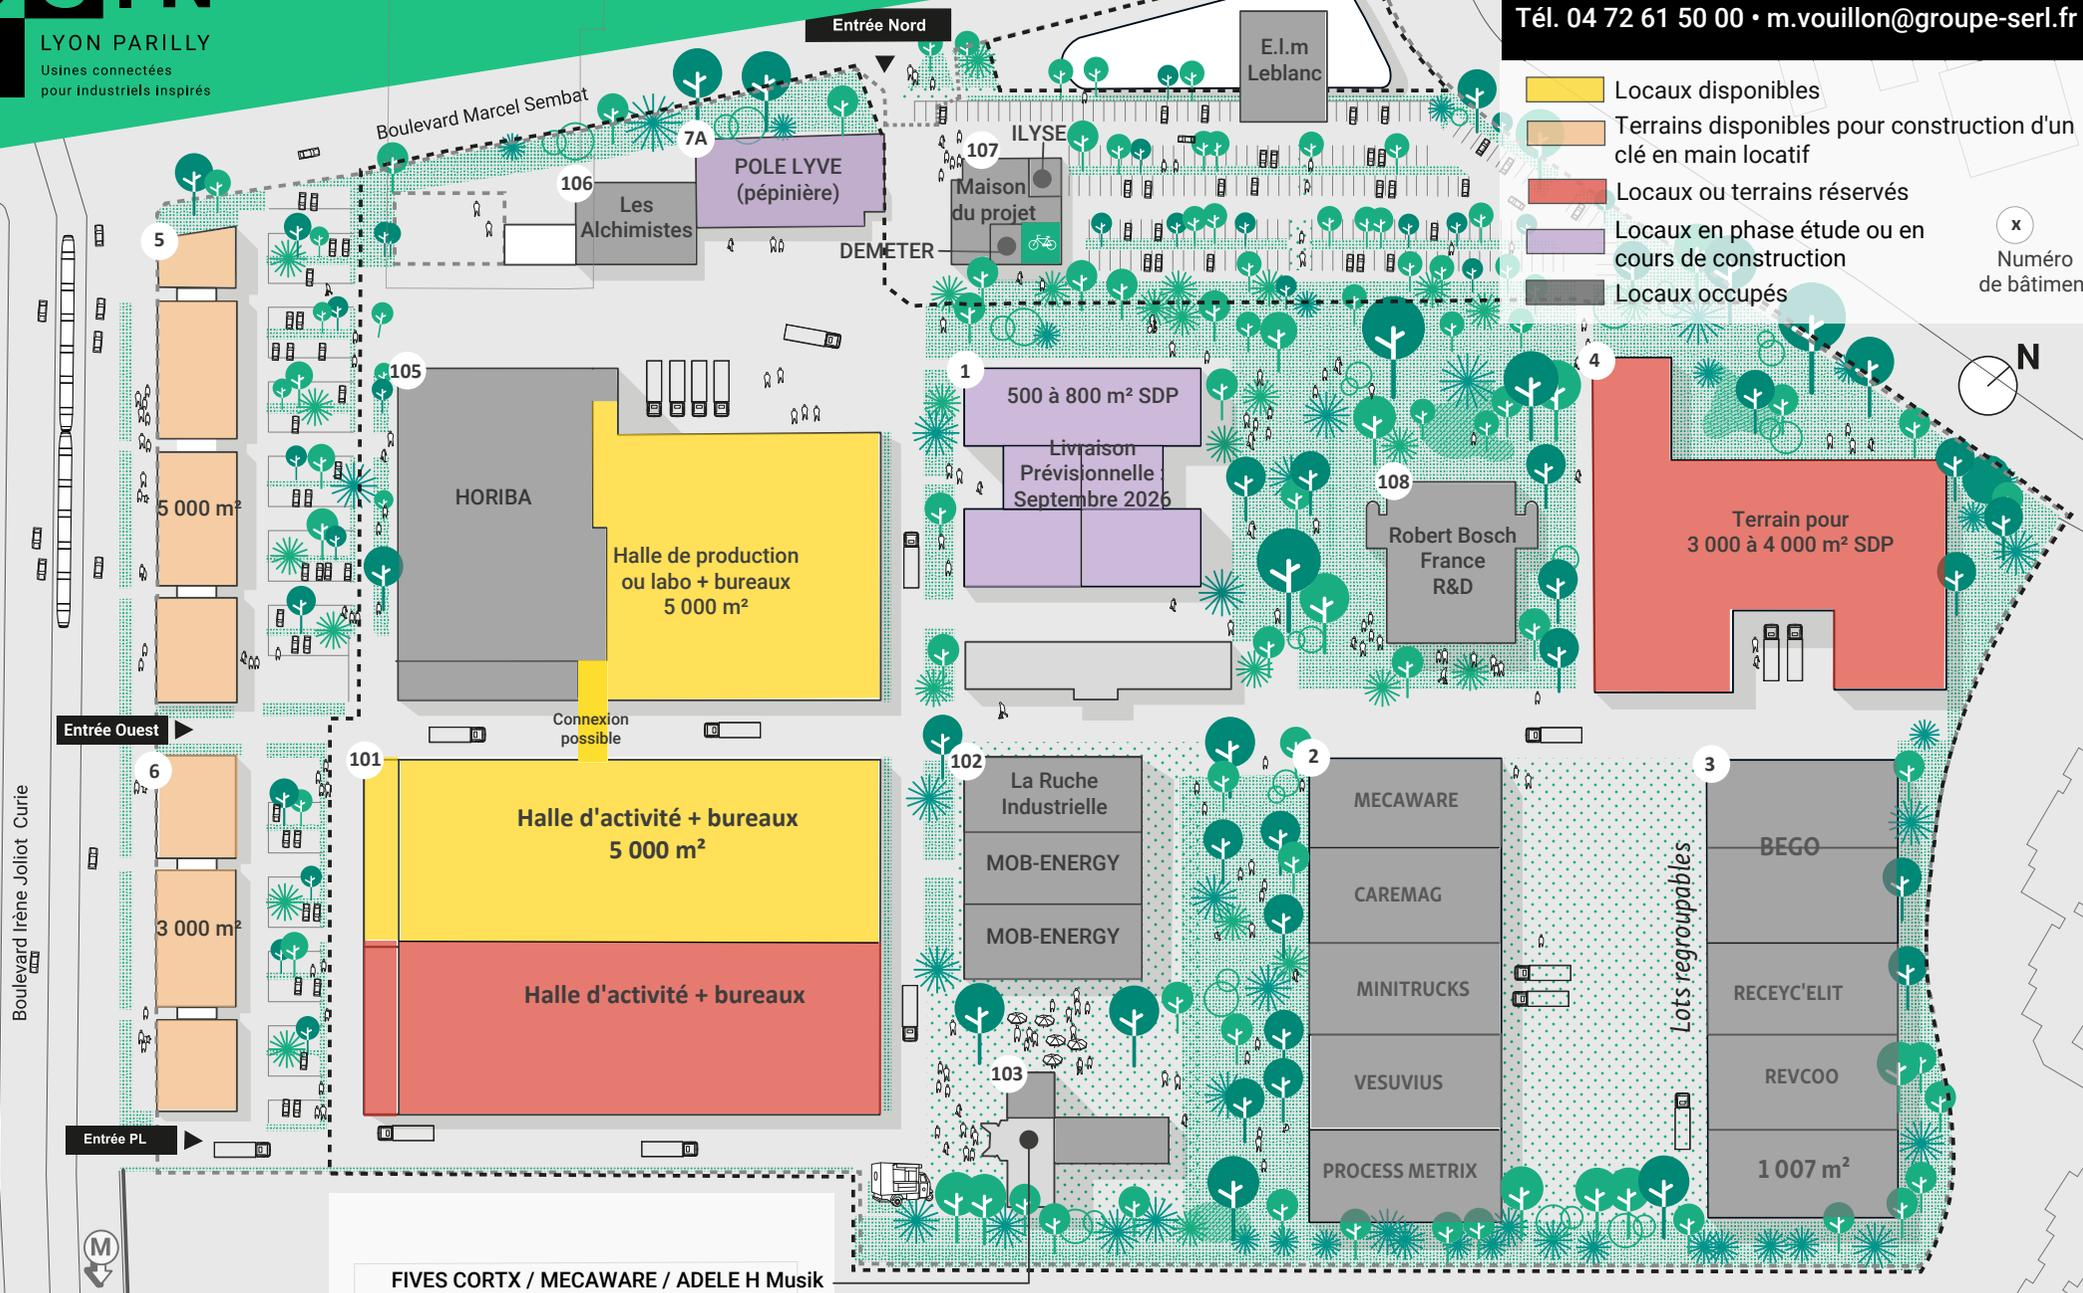 LYON PARILLY
Usines connectées
pour industriels inspirés
Tél. 04 72 61 50 00 • m.vouillon@groupe-serl.fr
Locaux disponibles
Terrains disponibles pour construction d'un
clé en main locatif
Locaux ou terrains réservés
Locaux en phase étude ou en
cours de construction
Locaux occupés
x
Numéro
de bâtimen
N
Entrée Nord
E.l.m
Leblanc
Boulevard Marcel Sembat
7A
POLE LYVE
(pépinière)
106
Les
Alchimistes
107
ILYSE
Maison
du projet
DEMETER
5
5 000 m²
105
HORIBA
Halle de production
ou labo + bureaux
5 000 m²
1
500 à 800 m² SDP
Livraison
Prévisionnelle :
Septembre 2026
108
Robert Bosch
France
R&D
4
Terrain pour
3 000 à 4 000 m² SDP
Entrée Ouest
Connexion
possible
6
3 000 m²
101
Halle d'activité + bureaux
5 000 m²
Halle d'activité + bureaux
102
La Ruche
Industrielle
MOB-ENERGY
MOB-ENERGY
103
2
MECAWARE
CAREMAG
MINITRUCKS
VESUVIUS
PROCESS METRIX
Lots regroupables
3
BEGO
RECEYC'ELIT
REVCOO
1 007 m²
Boulevard Irène Joliot Curie
Entrée PL
M
FIVES CORTX / MECAWARE / ADELE H Musik